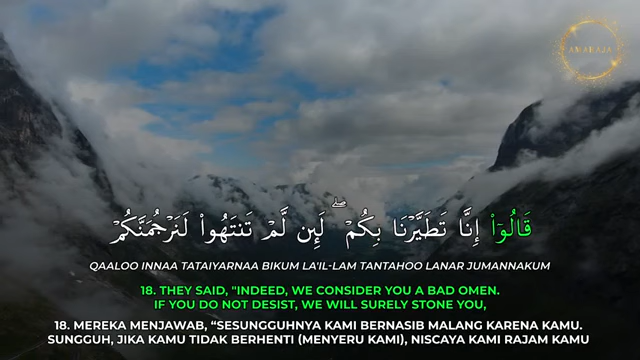 AMARAJA
قَالُوٓا۟ إِنَّا تَطَيَّرْنَا بِكُمْ ۖ لَئِن لَّمْ تَنتَهُوا۟ لَنَرْجُمَنَّكُمْ
QAALOO INNAA TATAIYARNAA BIKUM LA'IL-LAM TANTAHOO LANAR JUMANNAKUM
18. THEY SAID, "INDEED, WE CONSIDER YOU A BAD OMEN.
IF YOU DO NOT DESIST, WE WILL SURELY STONE YOU,
18. MEREKA MENJAWAB, “SESUNGGUHNYA KAMI BERNASIB MALANG KARENA KAMU.
SUNGGUH, JIKA KAMU TIDAK BERHENTI (MENYERU KAMI), NISCAYA KAMI RAJAM KAMU